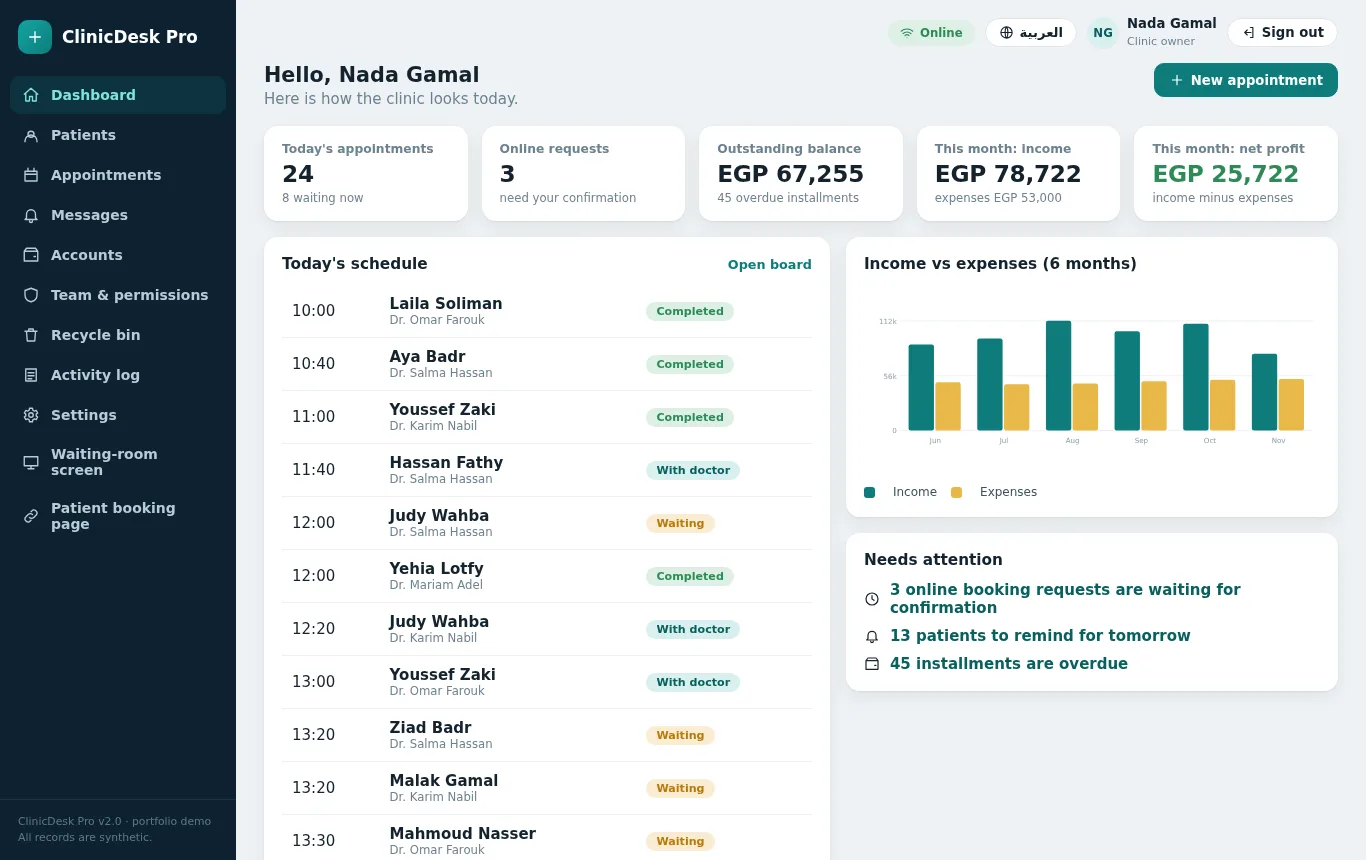 ClinicDesk Pro
Dashboard
Patients
Appointments
Messages
Accounts
Team & permissions
Recycle bin
Activity log
Settings
Waiting-room
screen
Patient booking
page
ClinicDesk Pro v2.0 · portfolio demo
All records are synthetic.
Online
العربية
NG
Nada Gamal
Clinic owner
Sign out
Hello, Nada Gamal
Here is how the clinic looks today.
New appointment
Today's appointments
24
8 waiting now
Online requests
3
need your confirmation
Outstanding balance
EGP 67,255
45 overdue installments
This month: income
EGP 78,722
expenses EGP 53,000
This month: net profit
EGP 25,722
income minus expenses
Today's schedule
Open board
10:00 Laila Soliman Completed
Dr. Omar Farouk
10:40 Aya Badr Completed
Dr. Salma Hassan
11:00 Youssef Zaki Completed
Dr. Karim Nabil
11:40 Hassan Fathy With doctor
Dr. Salma Hassan
12:00 Judy Wahba Waiting
Dr. Salma Hassan
12:00 Yehia Lotfy Completed
Dr. Mariam Adel
12:20 Judy Wahba With doctor
Dr. Karim Nabil
13:00 Youssef Zaki With doctor
Dr. Omar Farouk
13:20 Ziad Badr Waiting
Dr. Salma Hassan
13:20 Malak Gamal Waiting
Dr. Karim Nabil
13:30 Mahmoud Nasser Waiting
Dr. Omar Farouk
Income vs expenses (6 months)
112k
56k
0
Jun Jul Aug Sep Oct Nov
Income Expenses
Needs attention
3 online booking requests are waiting for
confirmation
13 patients to remind for tomorrow
45 installments are overdue